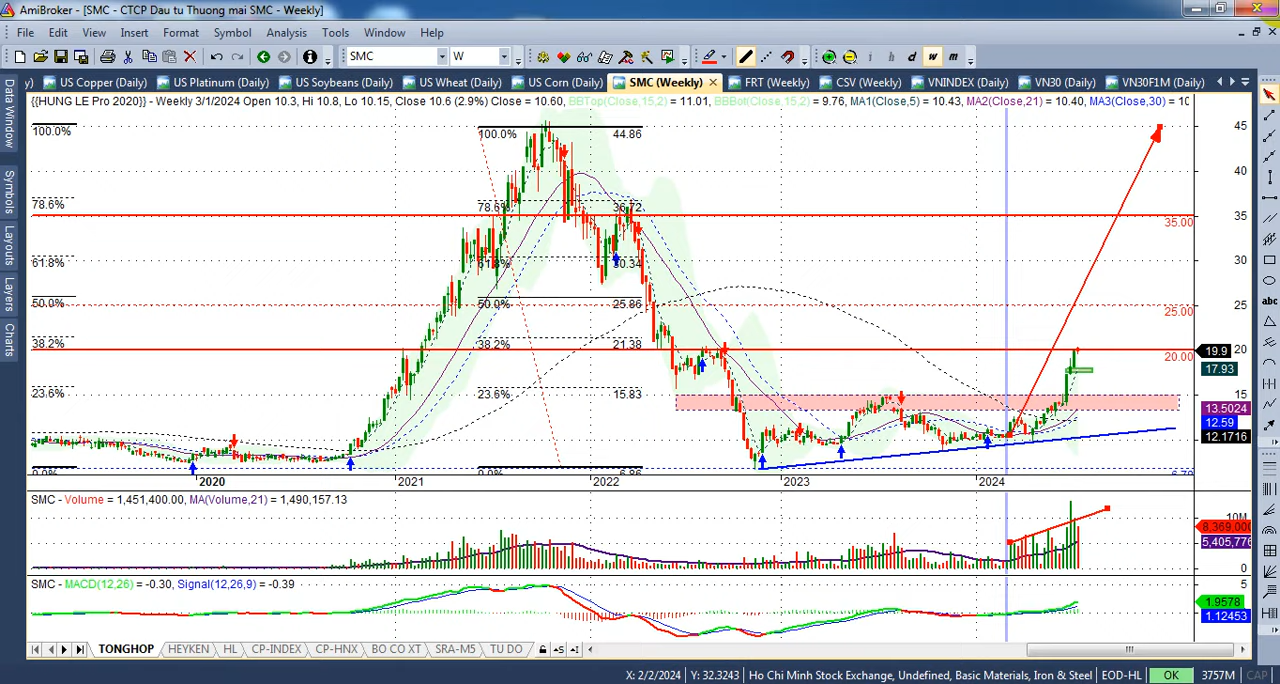 AmiBroker - [SMC - CTCP Dau tu Thuong mai SMC - Weekly]
File Edit View Insert Format Symbol Analysis Tools Window Help
SMC W i h d w m
y) US Copper (Daily) US Platinum (Daily) US Soybeans (Daily) US Wheat (Daily) US Corn (Daily) SMC (Weekly) FRT (Weekly) CSV (Weekly) VNINDEX (Daily) VN30 (Daily) VN30F1M (Daily)
Data Window
Symbols
Layouts
Layers
Charts
abc
{{HUNG LE Pro 2020}} - Weekly 3/1/2024 Open 10.3, Hi 10.8, Lo 10.15, Close 10.6 (2.9%) Close = 10.60, BBTop(Close,15,2) = 11.01, BBBot(Close,15,2) = 9.76, MA1(Close,5) = 10.43, MA2(Close,21) = 10.40, MA3(Close,30) = 10
100.0% 100.0% 44.86 45
40
78.6% 78.6% 36.72 35 35.00
61.8% 61.8% 30.34 30
50.0% 50.0% 25.86 25 25.00
38.2% 38.2% 21.38 20 20.00
19.9
17.93
23.6% 23.6% 15.83 15
13.5024
12.59
12.1716
0.0% 0.0% 6.86
2020 2021 2022 2023 2024
SMC - Volume = 1,451,400.00, MA(Volume,21) = 1,490,157.13
10M
8,369,000
5,405,776
0
SMC - MACD(12,26) = -0.30, Signal(12,26,9) = -0.39
5
1.9578
1.12453
TONGHOP HEYKEN HL CP-INDEX CP-HNX BO CO XT SRA-M5 TU DO
X: 2/2/2024 Y: 32.3243 Ho Chi Minh Stock Exchange, Undefined, Basic Materials, Iron & Steel EOD-HL OK 3757M CAP